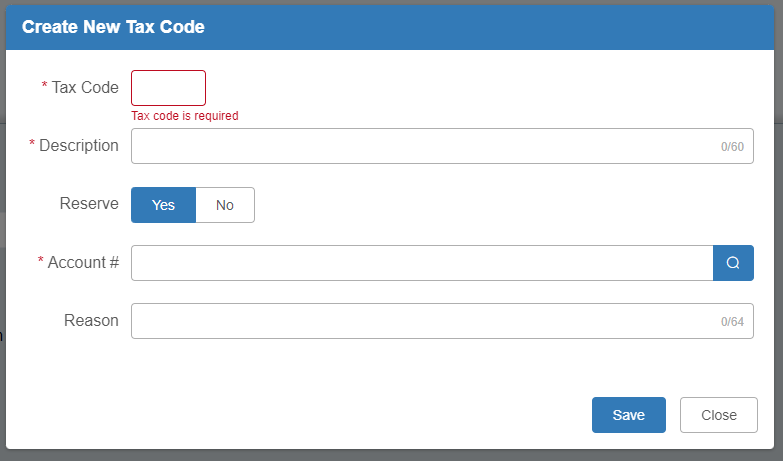 Create New Tax Code
* Tax Code
Tax code is required
* Description 0/60
Reserve Yes No
* Account #
Reason 0/64
Save Close